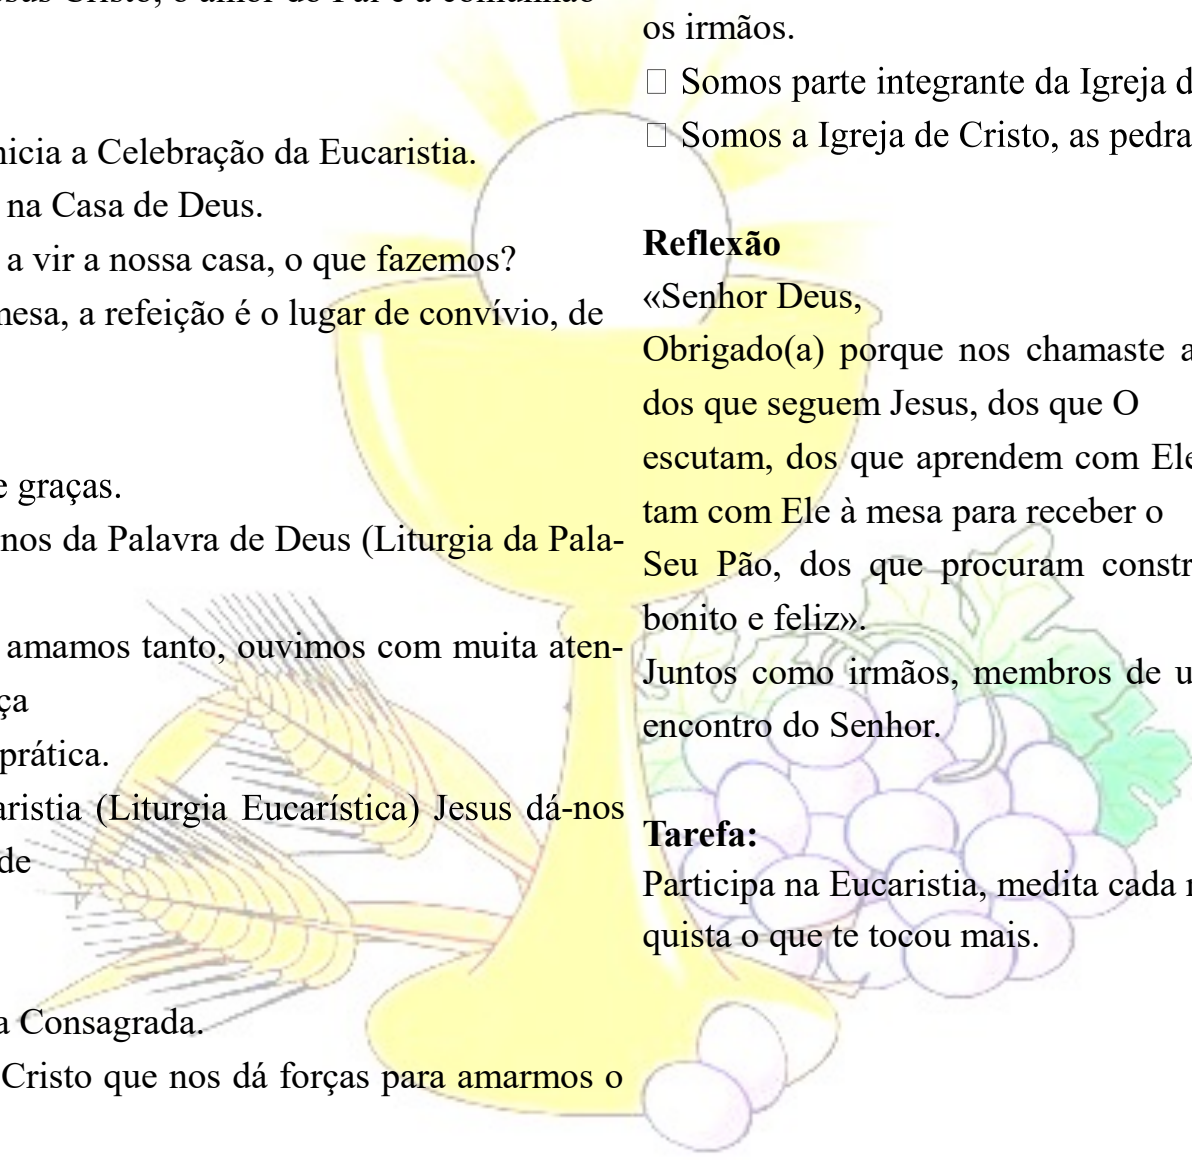 Jesus Cristo, o amor do Pai e a comunhão
nicia a Celebração da Eucaristia.
na Casa de Deus.
a vir a nossa casa, o que fazemos?
mesa, a refeição é o lugar de convívio, de
e graças.
nos da Palavra de Deus (Liturgia da Pala-
amamos tanto, ouvimos com muita aten-
ça
prática.
aristia (Liturgia Eucarística) Jesus dá-nos
de
a Consagrada.
Cristo que nos dá forças para amarmos o
os irmãos.
□ Somos parte integrante da Igreja d
□ Somos a Igreja de Cristo, as pedra
Reflexão
«Senhor Deus,
Obrigado(a) porque nos chamaste a
dos que seguem Jesus, dos que O
escutam, dos que aprendem com Ele
tam com Ele à mesa para receber o
Seu Pão, dos que procuram constr
bonito e feliz».
Juntos como irmãos, membros de u
encontro do Senhor.
Tarefa:
Participa na Eucaristia, medita cada
quista o que te tocou mais.